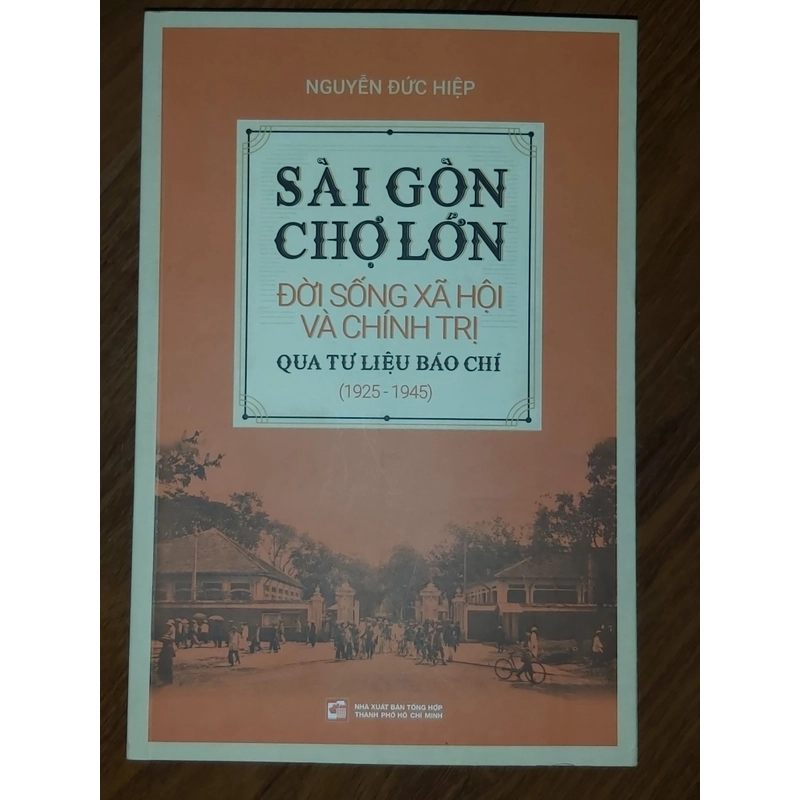 NGUYỄN ĐỨC HIỆP
SÀI GÒN
CHỢ LỚN
ĐỜI SỐNG XÃ HỘI
VÀ CHÍNH TRỊ
QUA TƯ LIỆU BÁO CHÍ
(1925 - 1945)
NHÀ XUẤT BẢN TỔNG HỢP
THÀNH PHỐ HỒ CHÍ MINH